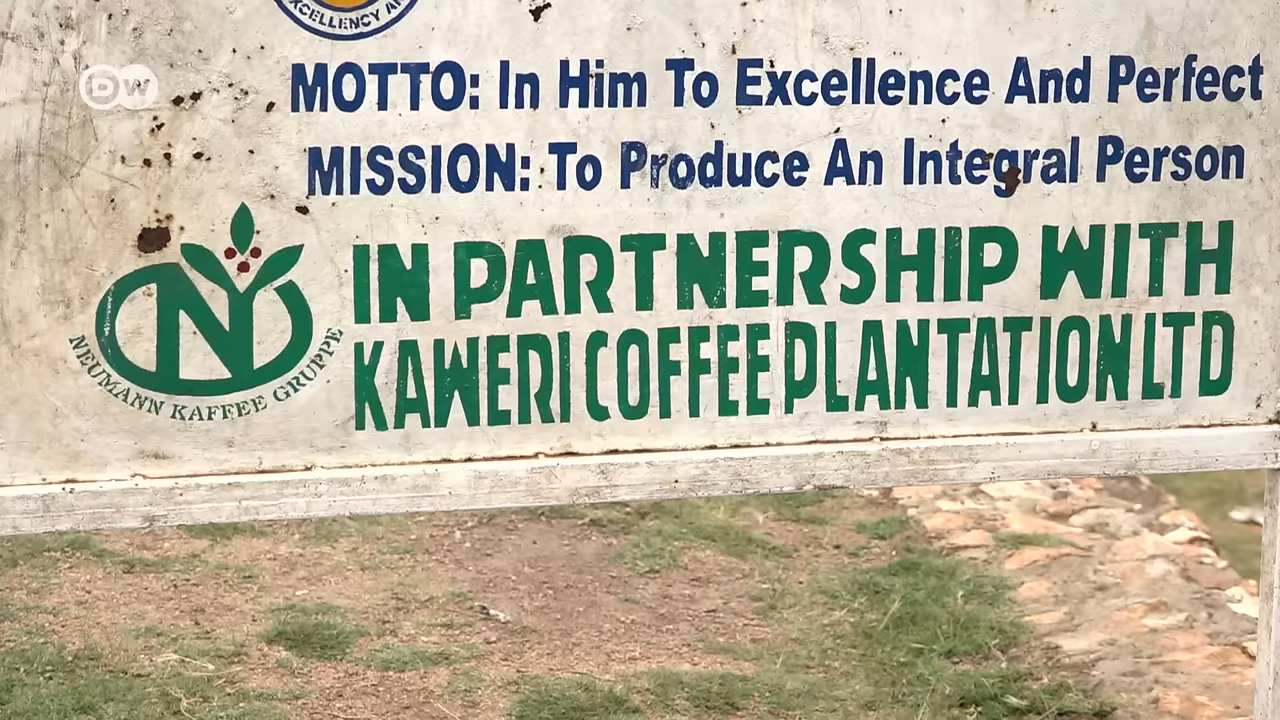 XCELLENCY
DW
MOTTO: In Him To Excellence And Perfect
MISSION: To Produce An Integral Person
NEUMANN KAFFEE GRUPPE
IN PARTNERSHIP WITH
KAWERI COFFEE PLANTATION LTD